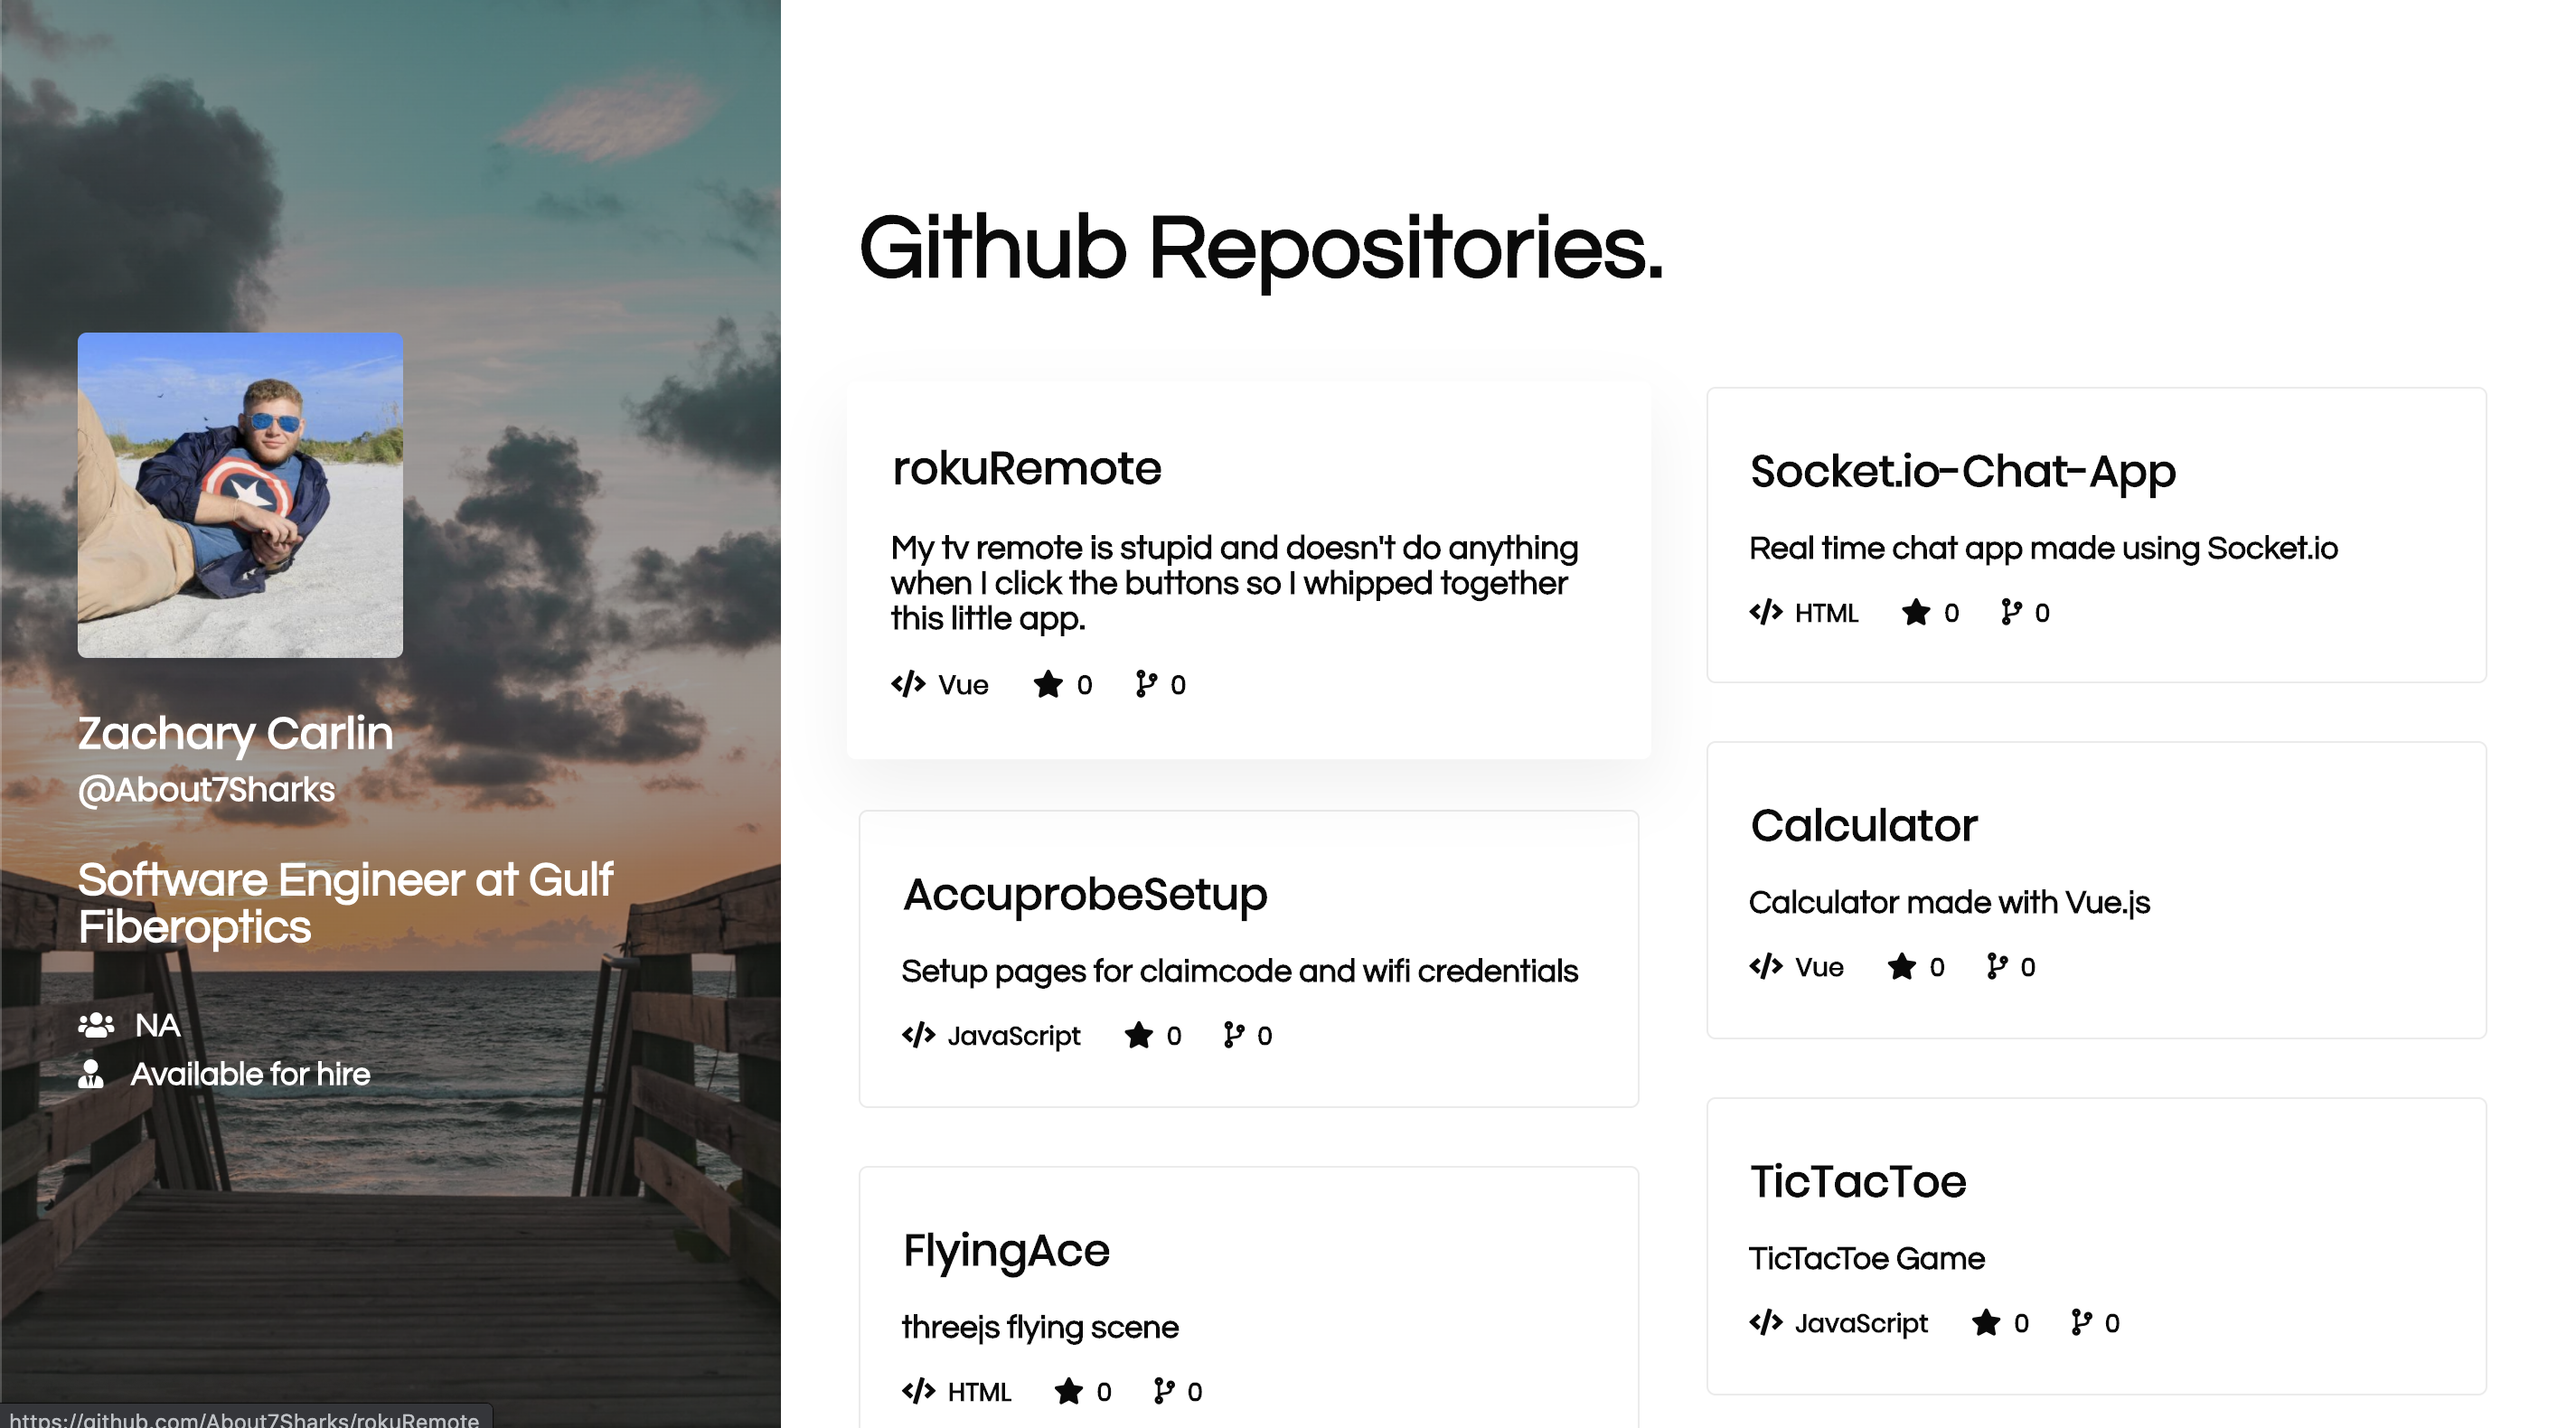 Zachary Carlin
@About7Sharks
Software Engineer at Gulf
Fiberoptics
NA
Available for hire
https://github.com/About7Sharks/rokuRemote
Github Repositories.
rokuRemote
My tv remote is stupid and doesn't do anything
when I click the buttons so I whipped together
this little app.
</> Vue 0 0
AccuprobeSetup
Setup pages for claimcode and wifi credentials
</> JavaScript 0 0
FlyingAce
threejs flying scene
</> HTML 0 0
Socket.io-Chat-App
Real time chat app made using Socket.io
</> HTML 0 0
Calculator
Calculator made with Vue.js
</> Vue 0 0
TicTacToe
TicTacToe Game
</> JavaScript 0 0